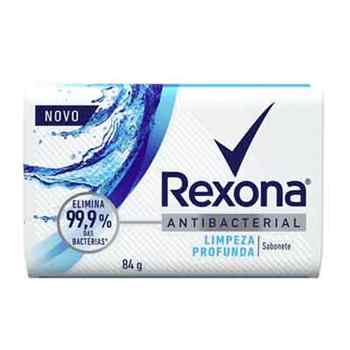 NOVO
Rexona®
ANTIBACTERIAL
ELIMINA
99,9%
DAS
BACTÉRIAS*
LIMPEZA
PROFUNDA
Sabonete
84 g